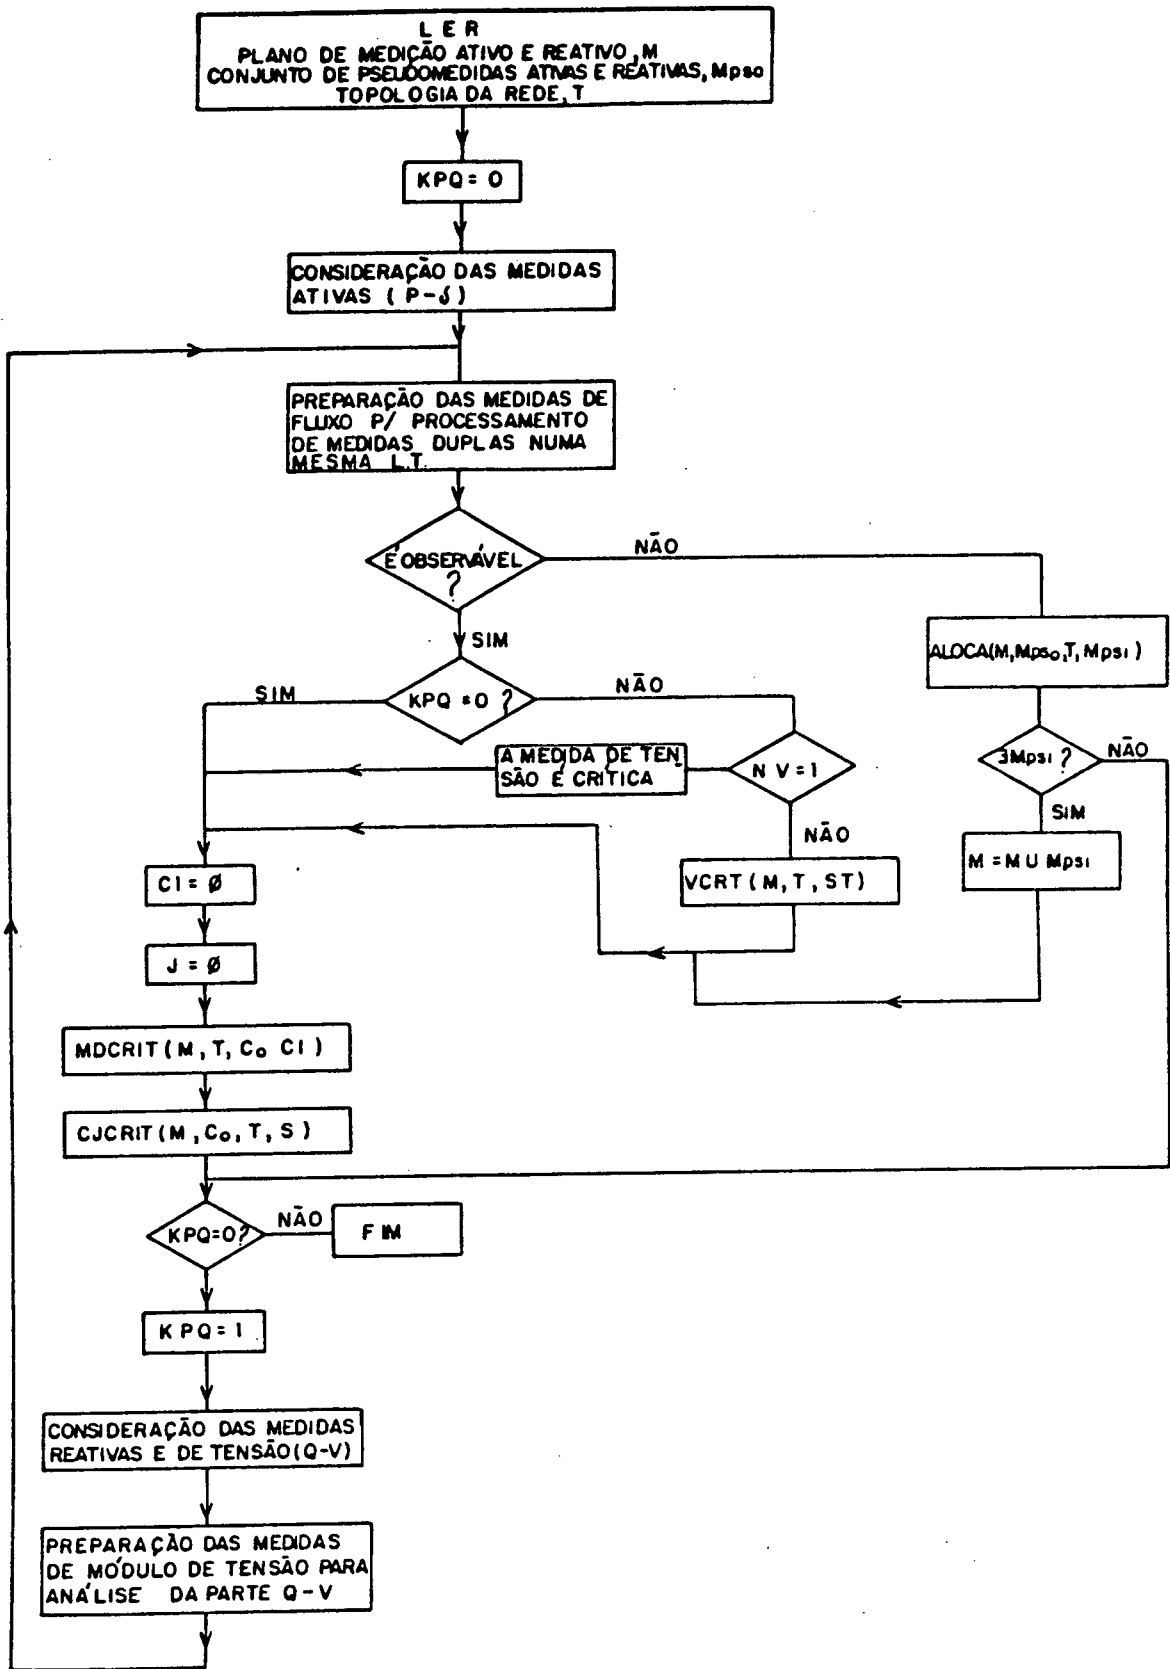 LER
PLANO DE MEDIÇÃO ATIVO E REATIVO, M
CONJUNTO DE PSEUDOMEDIDAS ATIVAS E REATIVAS, Mpso
TOPOLOGIA DA REDE, T
KPQ = 0
CONSIDERAÇÃO DAS MEDIDAS
ATIVAS (P-δ)
PREPARAÇÃO DAS MEDIDAS DE
FLUXO P/ PROCESSAMENTO
DE MEDIDAS DUPLAS NUMA
MESMA L.T.
É OBSERVÁVEL
?
NÃO
SIM
ALOCA(M,Mpso,T,Mpsi)
SIM
KPQ = 0 ?
NÃO
A MEDIDA DE TEN
SÃO É CRÍTICA
NV = 1
∃Mpsi ?
NÃO
SIM
NÃO
M = M U Mpsi
VCRT (M, T, ST)
CI = Ø
J = Ø
MDCRIT (M, T, Co CI)
CJCRIT (M, Co, T, S)
KPQ=0?
NÃO
FIM
KPQ = 1
CONSIDERAÇÃO DAS MEDIDAS
REATIVAS E DE TENSÃO (Q-V)
PREPARAÇÃO DAS MEDIDAS
DE MÓDULO DE TENSÃO PARA
ANÁLISE DA PARTE Q-V